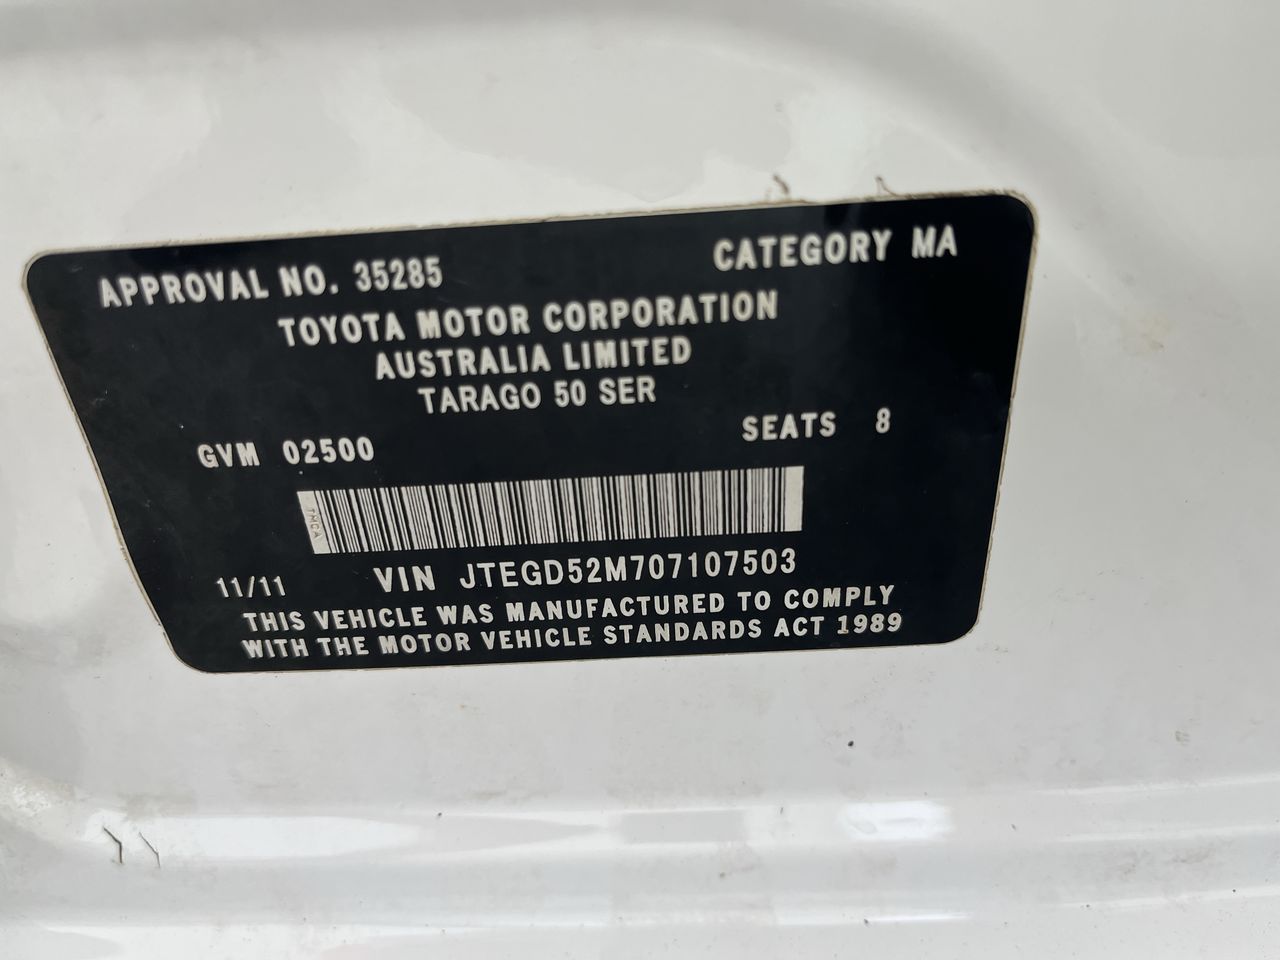 APPROVAL NO. 35285 CATEGORY MA
TOYOTA MOTOR CORPORATION
AUSTRALIA LIMITED
TARAGO 50 SER
GVM 02500 SEATS 8
TMCA
11/11 VIN JTEGD52M707107503
THIS VEHICLE WAS MANUFACTURED TO COMPLY
WITH THE MOTOR VEHICLE STANDARDS ACT 1989